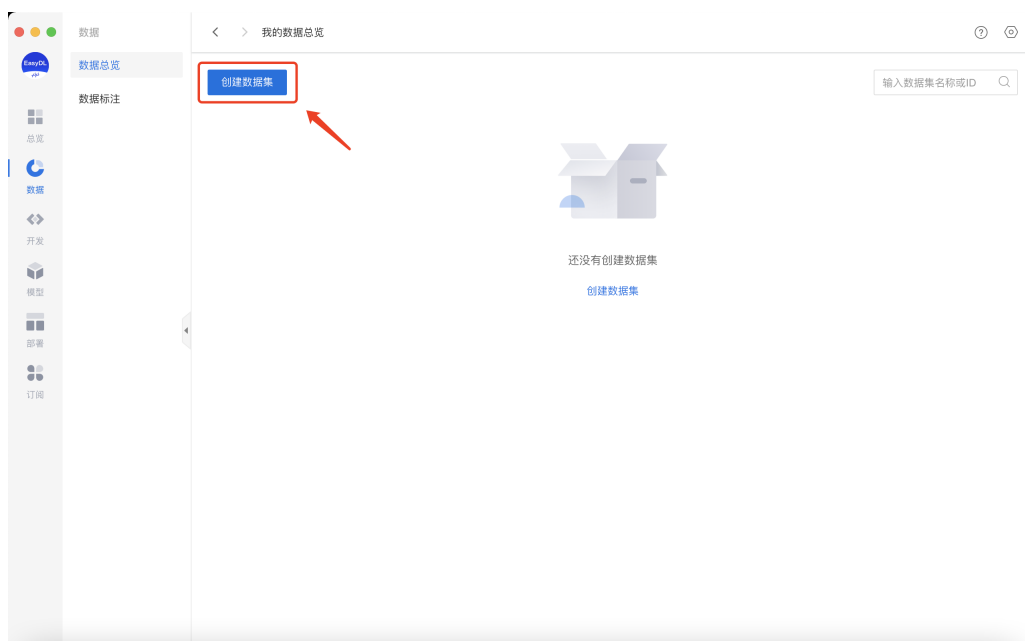 数据
我的数据总览
EasyDL
数据总览
创建数据集
输入数据集名称或ID
数据标注
总览
数据
开发
模型
部署
订阅
还没有创建数据集
创建数据集